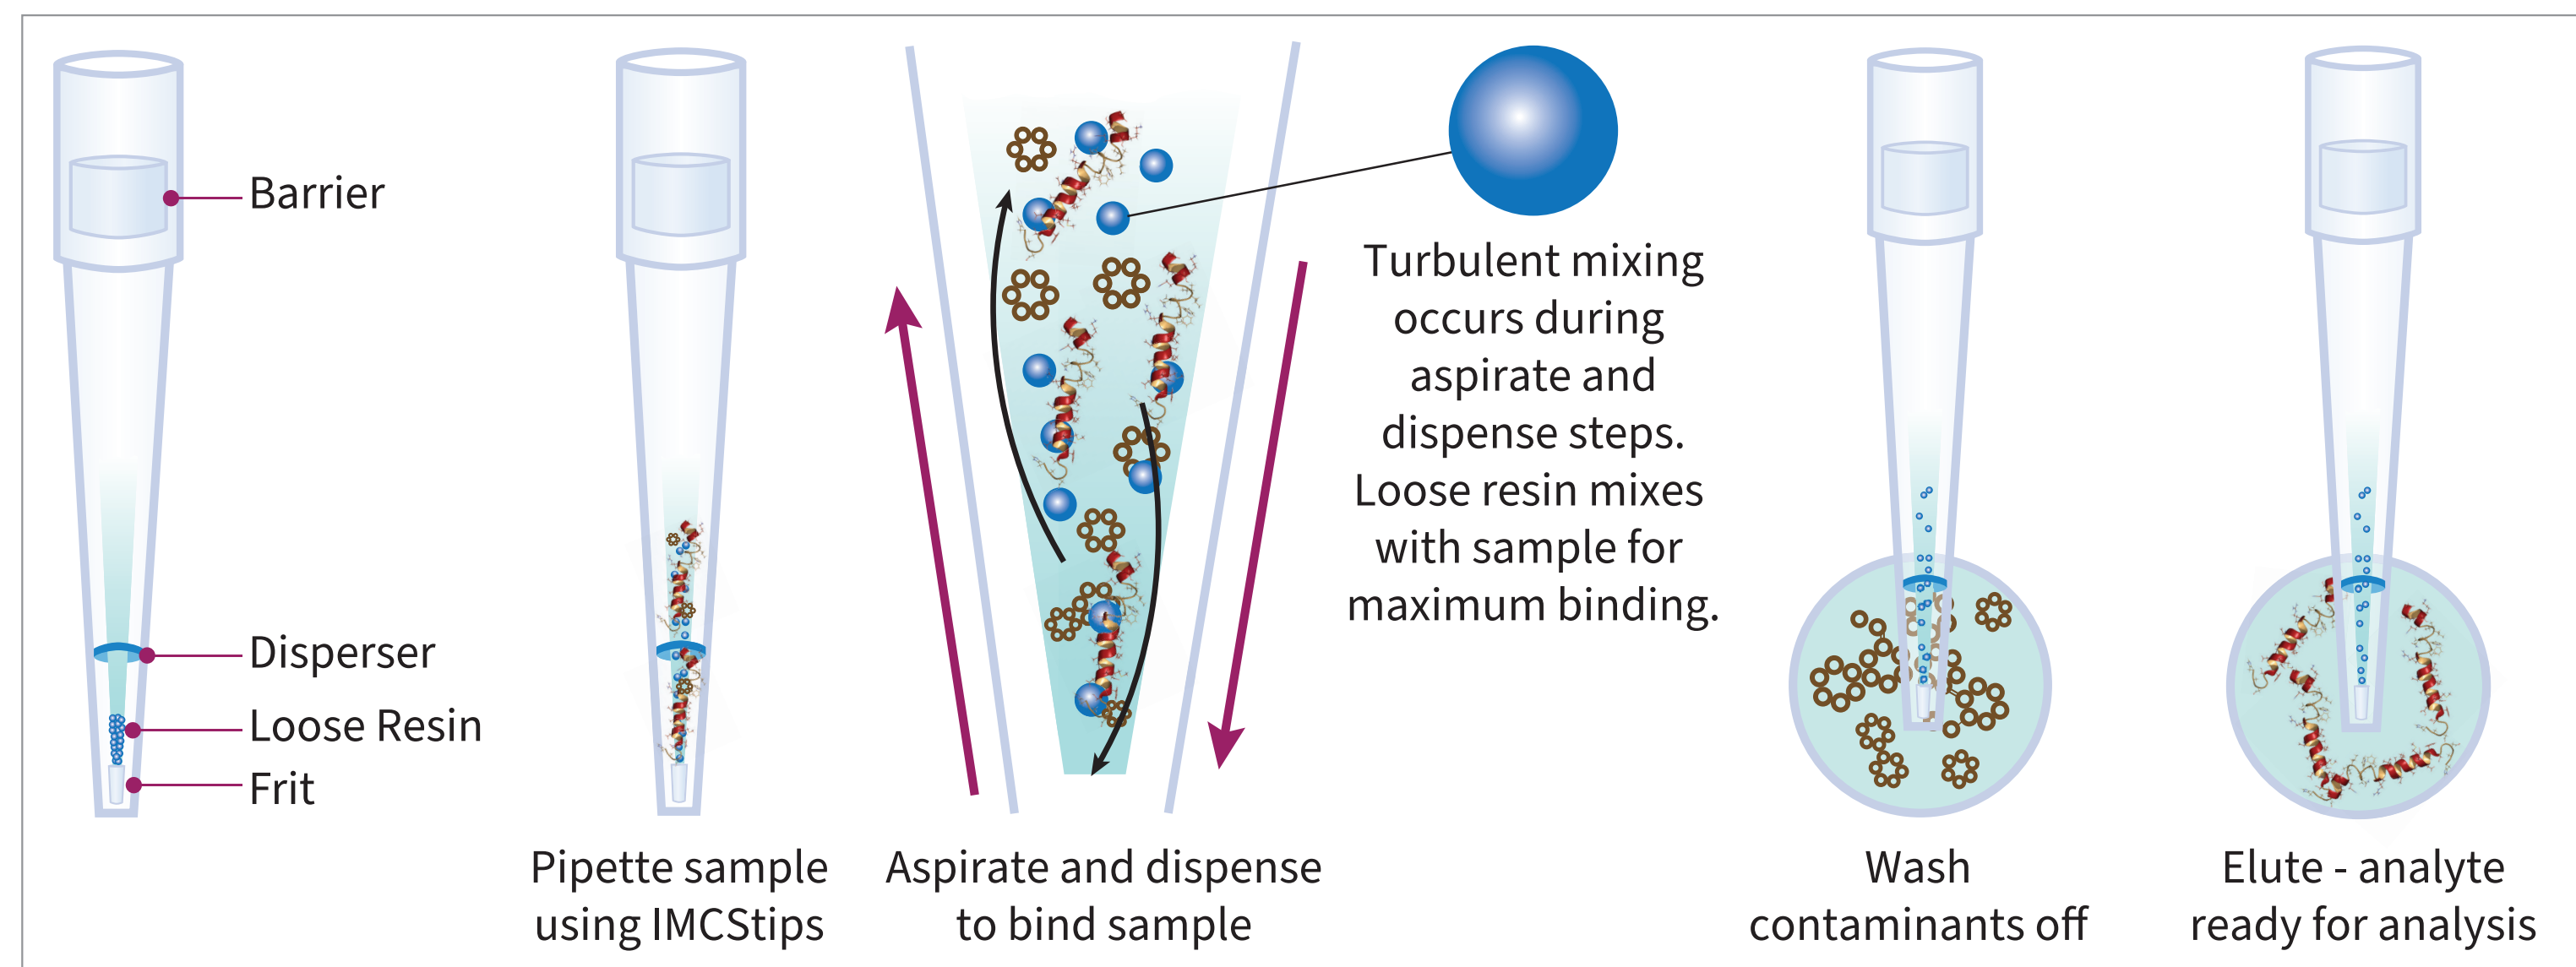 Barrier
Disperser
Loose Resin
Frit
Pipette sample
using IMCStips
Aspirate and dispense
to bind sample
Turbulent mixing
occurs during
aspirate and
dispense steps.
Loose resin mixes
with sample for
maximum binding.
Wash
contaminants off
Elute - analyte
ready for analysis